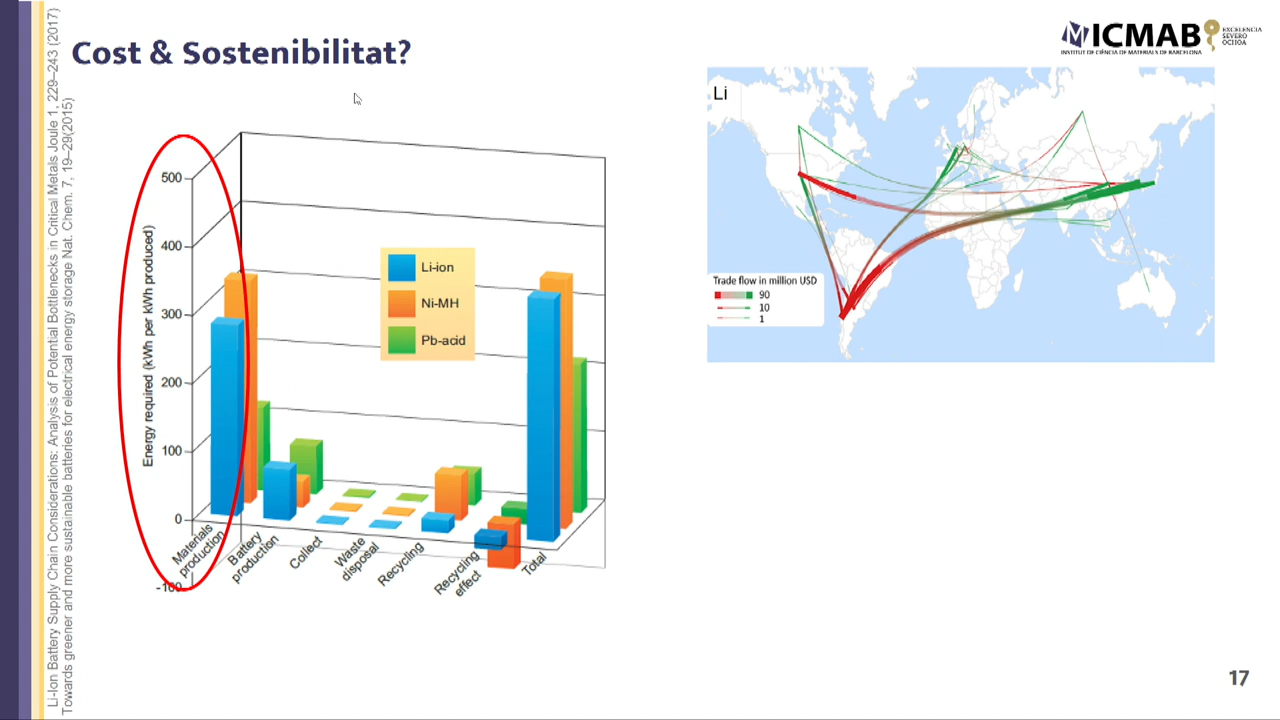 Cost & Sostenibilitat?
ICMAB
INSTITUT DE CIÈNCIA DE MATERIALS DE BARCELONA
EXCELENCIA
SEVERO
OCHOA
Li-Ion Battery Supply Chain Considerations: Analysis of Potential Bottlenecks in Critical Metals Joule 1, 229–243 (2017)
Towards greener and more sustainable batteries for electrical energy storage Nat. Chem. 7, 19–29(2015)
Energy required (kWh per kWh produced)
500
400
300
200
100
0
-100
Li-ion
Ni-MH
Pb-acid
Materials
production
Battery
production
Collect
Waste
disposal
Recycling
Recycling
effect
Total
Li
Trade flow in million USD
90
10
1
17